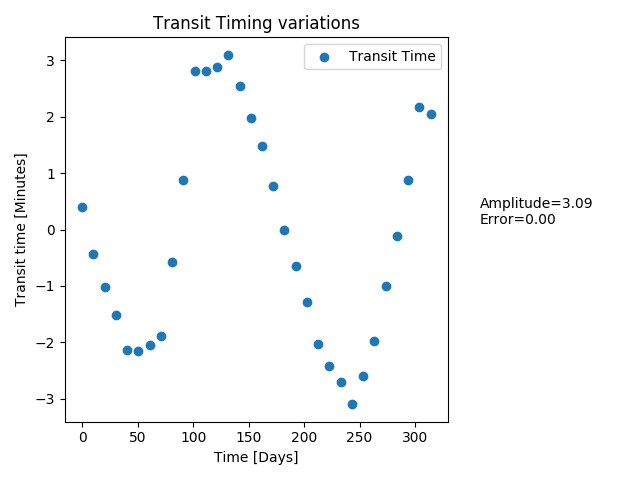 Transit Timing variations
Transit Time
Transit time [Minutes]
3
2
1
0
−1
−2
−3
Amplitude=3.09
Error=0.00
0 50 100 150 200 250 300
Time [Days]